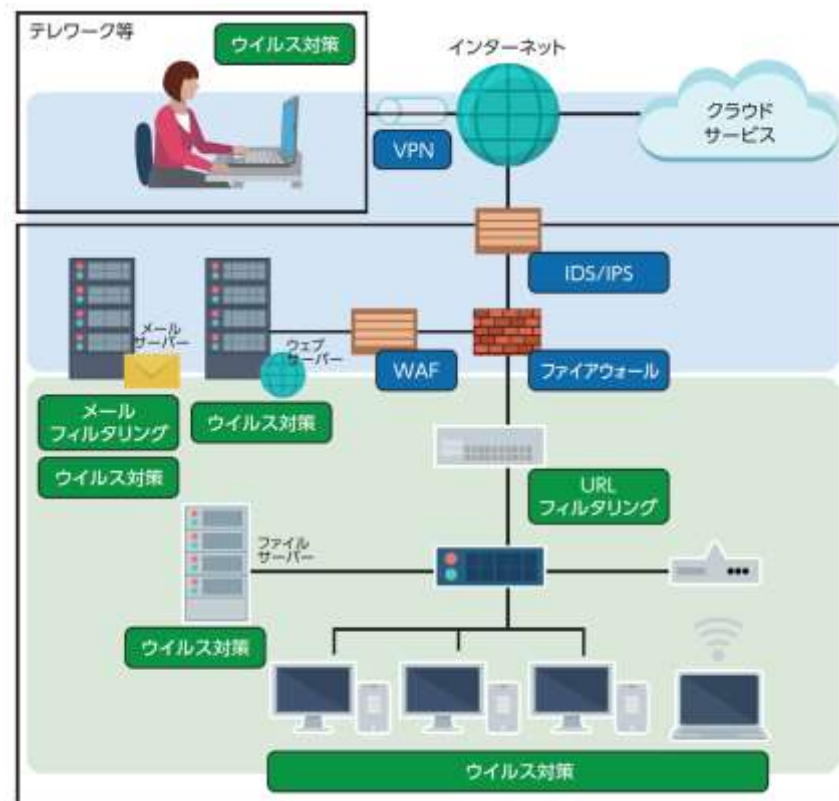 テレワーク等
ウイルス対策
インターネット
クラウド
サービス
VPN
IDS/IPS
メール
サーバー
ウェブ
サーバー
WAF
ファイアウォール
メール
フィルタリング
ウイルス対策
ウイルス対策
URL
フィルタリング
ファイル
サーバー
ウイルス対策
ウイルス対策